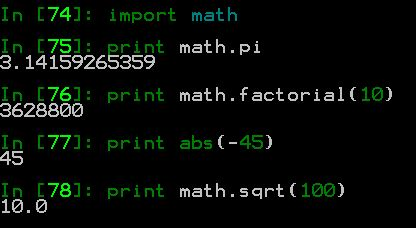 In [74]: import math
In [75]: print math.pi
3.14159265359
In [76]: print math.factorial(10)
3628800
In [77]: print abs(-45)
45
In [78]: print math.sqrt(100)
10.0